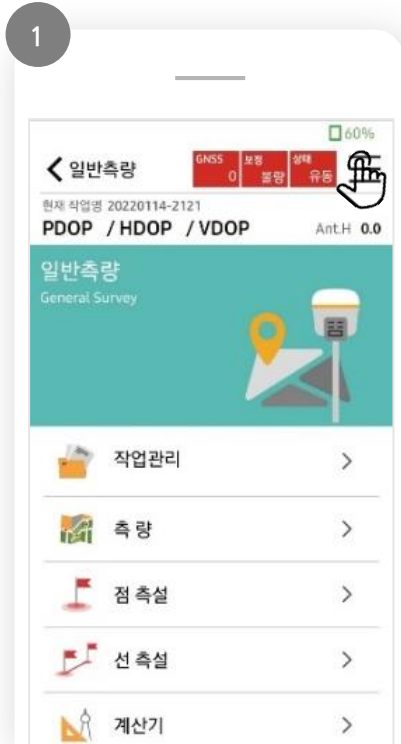 1
60%
일반측량
GNSS 0 보정 불량 상태 유동
현재 작업명 20220114-2121
PDOP / HDOP / VDOP Ant.H 0.0
일반측량
General Survey
작업관리
측 량
점 측설
선 측설
계산기